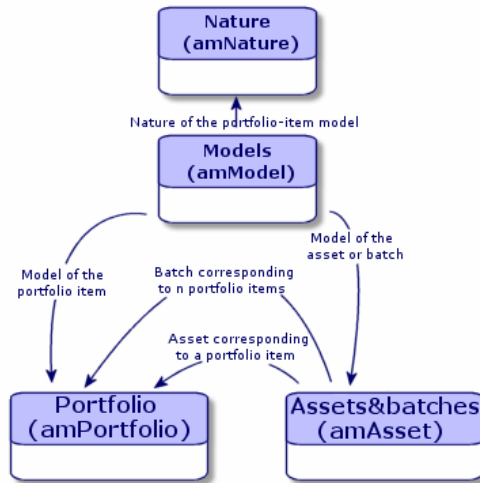 Nature
(amNature)
Nature of the portfolio-item model
Models
(amModel)
Model of the
asset or batch
Model of the
portfolio item
Batch corresponding
to n portfolio items
Asset corresponding
to a portfolio item
Portfolio
(amPortfolio)
Assets&batches
(amAsset)